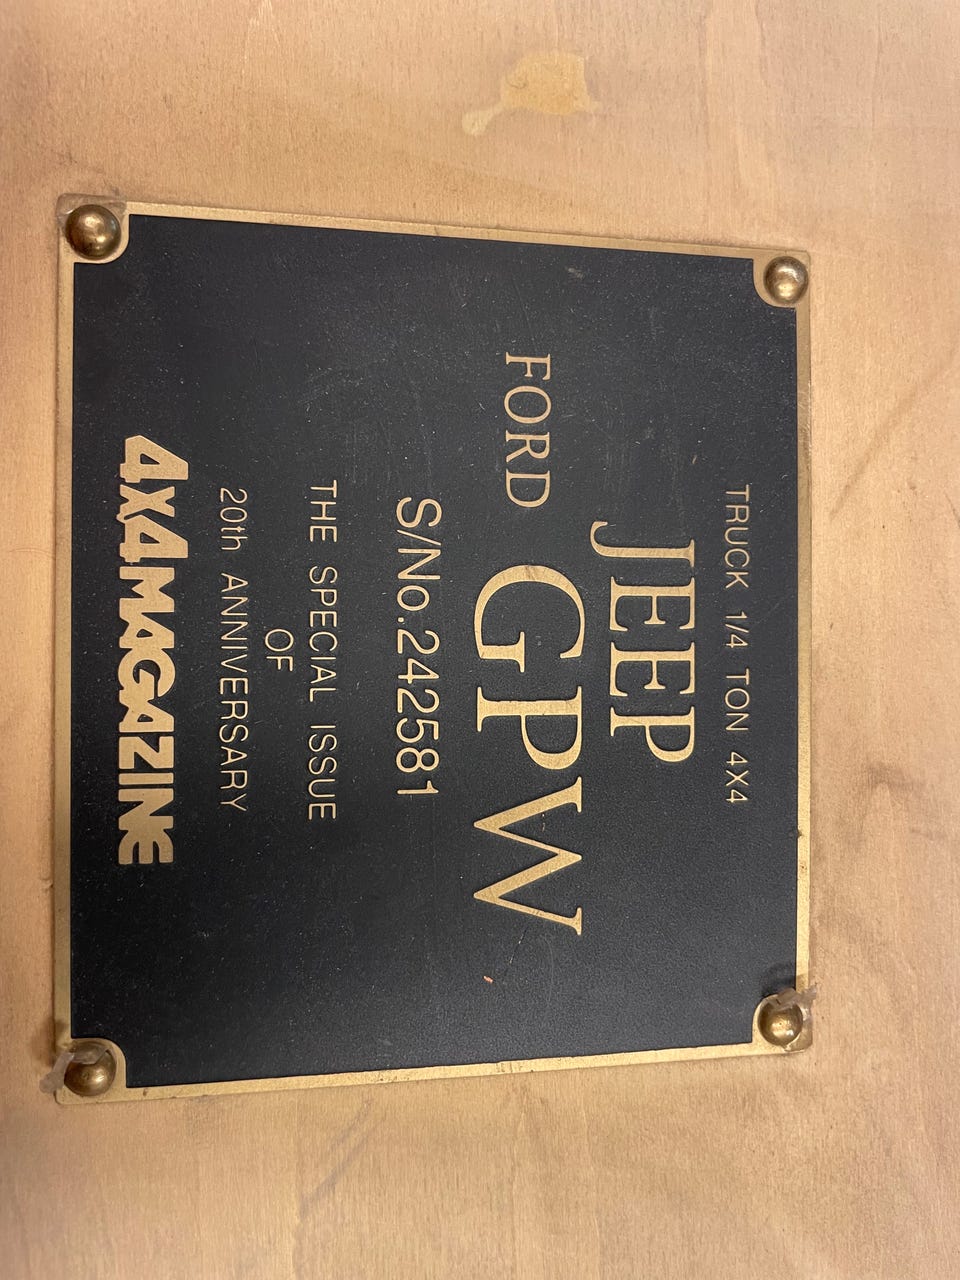 TRUCK 1/4 TON 4X4
JEEP
FORD GPW
S/No.242581
THE SPECIAL ISSUE
OF
20th ANNIVERSARY
4X4MAGAZINE